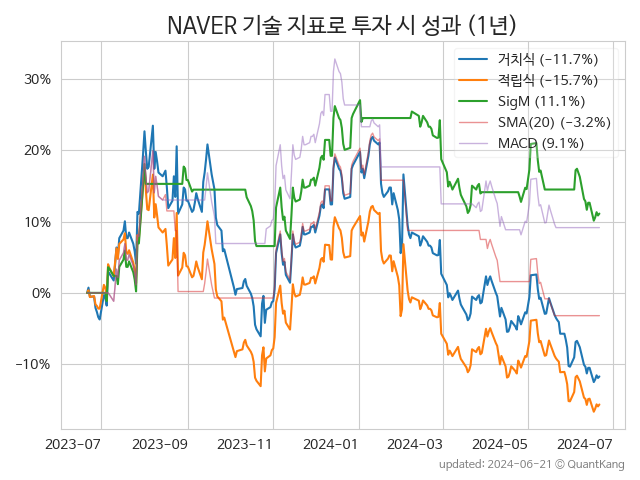 NAVER 기술 지표로 투자 시 성과 (1년)
거치식 (−11.7%)
적립식 (−15.7%)
SigM (11.1%)
SMA(20) (−3.2%)
MACD (9.1%)
30%
20%
10%
0%
−10%
2023-07 2023-09 2023-11 2024-01 2024-03 2024-05 2024-07
updated: 2024-06-21 © QuantKang